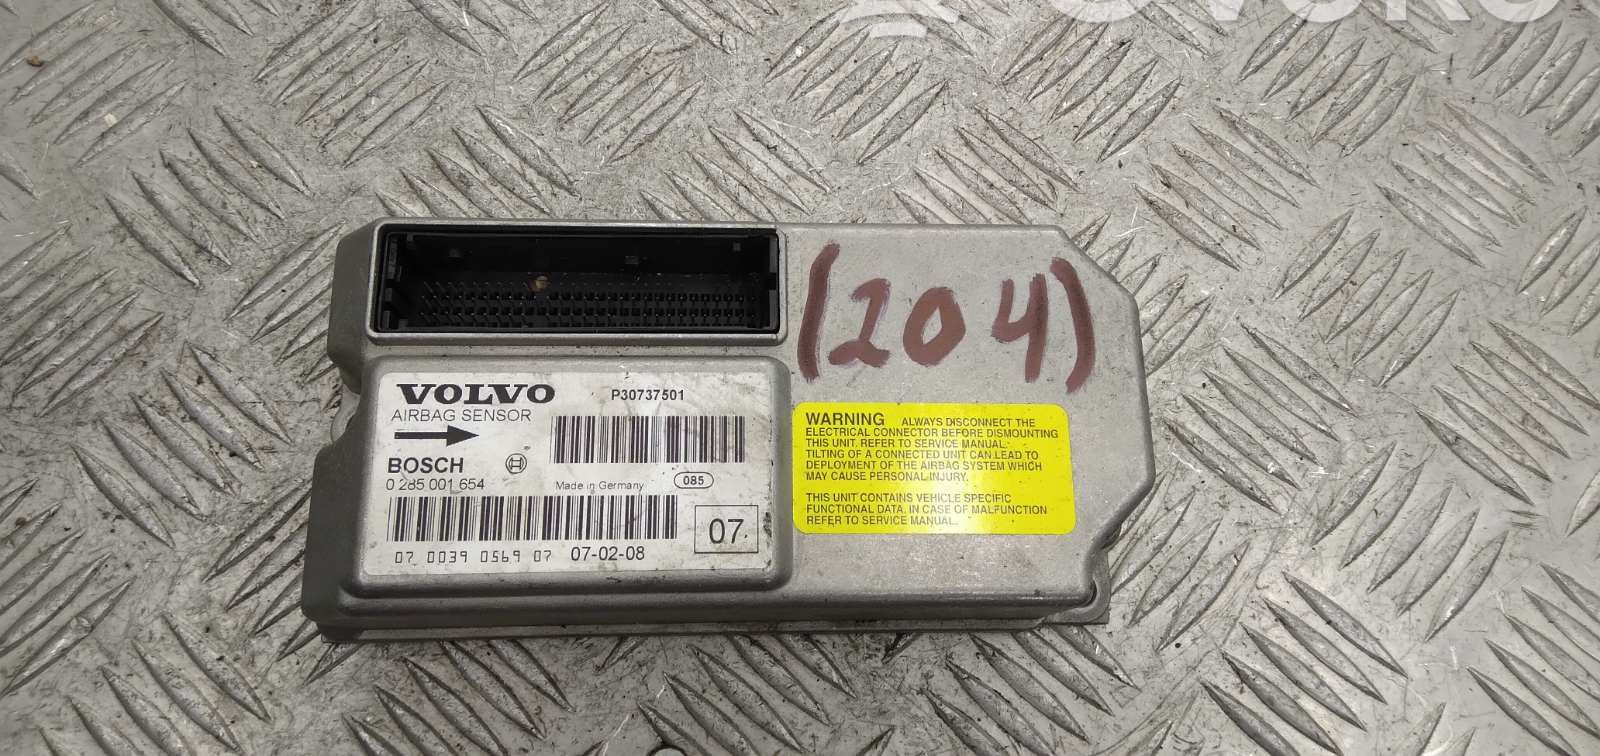 (204)
VOLVO
P30737501
AIRBAG SENSOR
BOSCH
0 285 001 654
Made in Germany
085
07
07 0039 0569 07
07-02-08
WARNING ALWAYS DISCONNECT THE
ELECTRICAL CONNECTOR BEFORE DISMOUNTING
THIS UNIT. REFER TO SERVICE MANUAL.
TILTING OF A CONNECTED UNIT CAN LEAD TO
DEPLOYMENT OF THE AIRBAG SYSTEM WHICH
MAY CAUSE PERSONAL INJURY.
THIS UNIT CONTAINS VEHICLE SPECIFIC
FUNCTIONAL DATA. IN CASE OF MALFUNCTION
REFER TO SERVICE MANUAL.